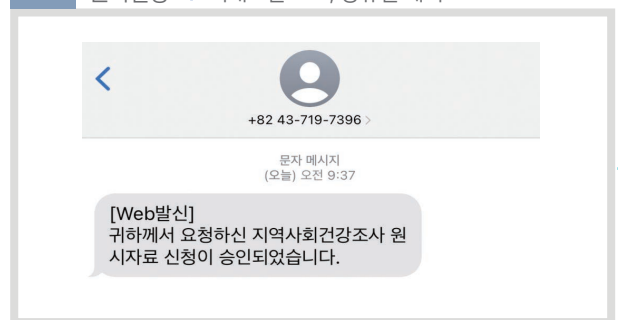 +82 43-719-7396 >
문자 메시지
(오늘) 오전 9:37
[Web발신]
귀하께서 요청하신 지역사회건강조사 원
시자료 신청이 승인되었습니다.